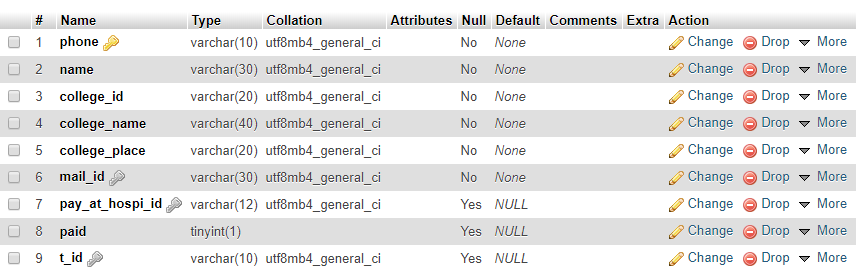 # Name Type Collation Attributes Null Default Comments Extra Action
1 phone varchar(10) utf8mb4_general_ci No None Change Drop More
2 name varchar(30) utf8mb4_general_ci No None Change Drop More
3 college_id varchar(20) utf8mb4_general_ci No None Change Drop More
4 college_name varchar(40) utf8mb4_general_ci No None Change Drop More
5 college_place varchar(20) utf8mb4_general_ci No None Change Drop More
6 mail_id varchar(30) utf8mb4_general_ci No None Change Drop More
7 pay_at_hospi_id varchar(12) utf8mb4_general_ci Yes NULL Change Drop More
8 paid tinyint(1) Yes NULL Change Drop More
9 t_id varchar(10) utf8mb4_general_ci Yes NULL Change Drop More